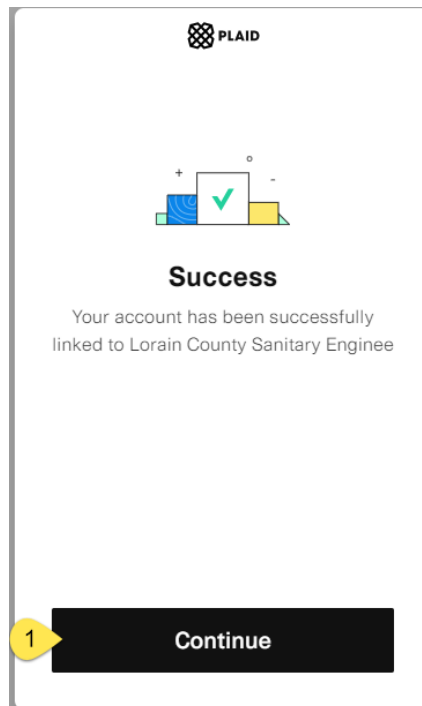 PLAID
Success
Your account has been successfully
linked to Lorain County Sanitary Enginee
1
Continue